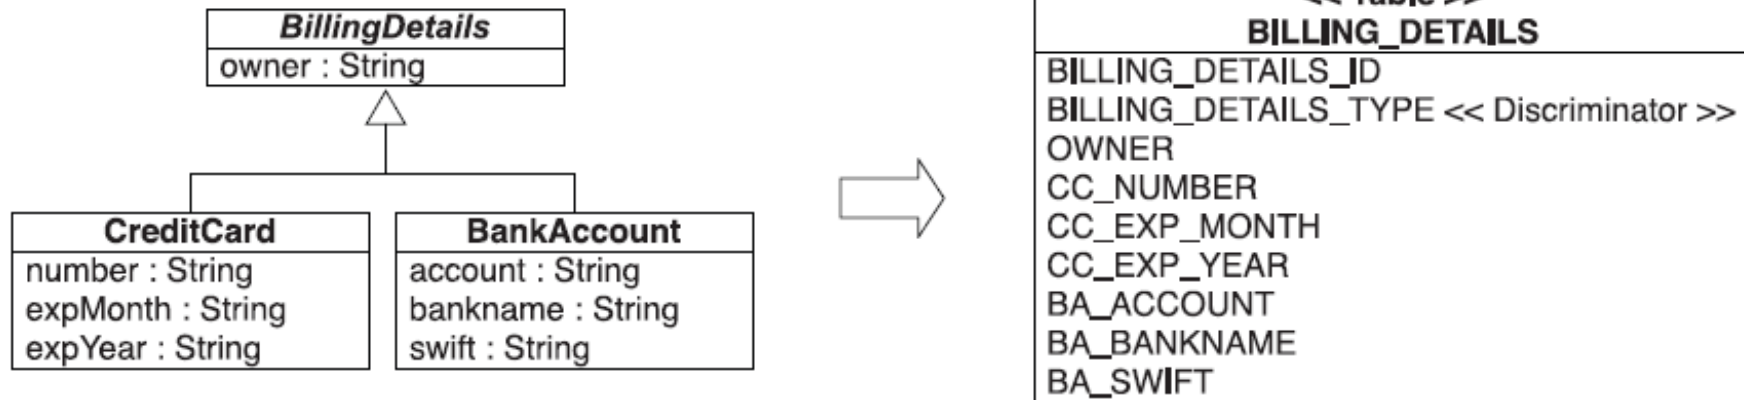 BillingDetails
owner : String
CreditCard
number : String
expMonth : String
expYear : String
BankAccount
account : String
bankname : String
swift : String
<< Table >>
BILLING_DETAILS
BILLING_DETAILS_ID
BILLING_DETAILS_TYPE << Discriminator >>
OWNER
CC_NUMBER
CC_EXP_MONTH
CC_EXP_YEAR
BA_ACCOUNT
BA_BANKNAME
BA_SWIFT